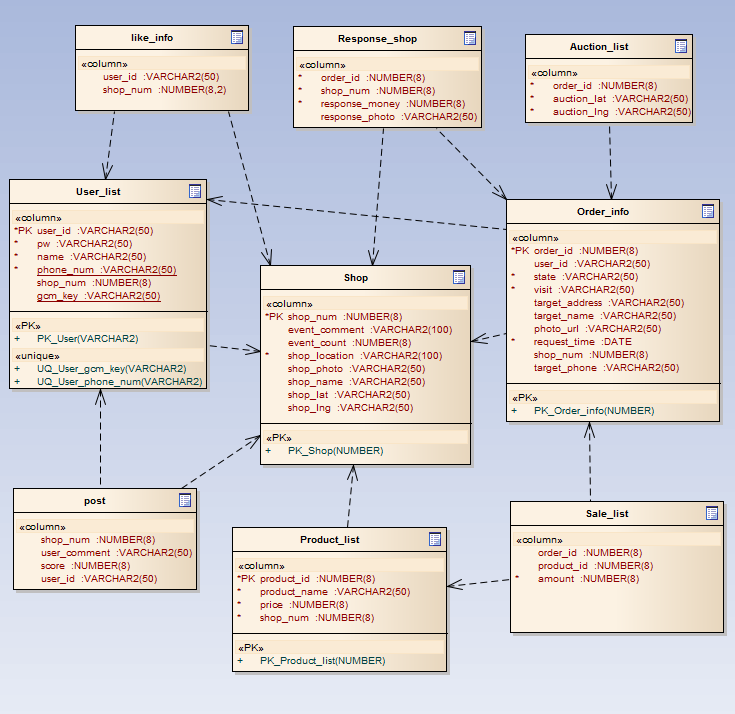 like_info
«column»
user_id :VARCHAR2(50)
shop_num :NUMBER(8,2)
Response_shop
«column»
* order_id :NUMBER(8)
* shop_num :NUMBER(8)
* response_money :NUMBER(8)
response_photo :VARCHAR2(50)
Auction_list
«column»
* order_id :NUMBER(8)
* auction_lat :VARCHAR2(50)
* auction_lng :VARCHAR2(50)
User_list
«column»
*PK user_id :VARCHAR2(50)
* pw :VARCHAR2(50)
* name :VARCHAR2(50)
* phone_num :VARCHAR2(50)
shop_num :NUMBER(8)
gcm_key :VARCHAR2(50)
«PK»
+ PK_User(VARCHAR2)
«unique»
+ UQ_User_gcm_key(VARCHAR2)
+ UQ_User_phone_num(VARCHAR2)
Shop
«column»
*PK shop_num :NUMBER(8)
event_comment :VARCHAR2(100)
event_count :NUMBER(8)
* shop_location :VARCHAR2(100)
shop_photo :VARCHAR2(50)
shop_name :VARCHAR2(50)
shop_lat :VARCHAR2(50)
shop_lng :VARCHAR2(50)
«PK»
+ PK_Shop(NUMBER)
Order_info
«column»
*PK order_id :NUMBER(8)
user_id :VARCHAR2(50)
* state :VARCHAR2(50)
* visit :VARCHAR2(50)
target_address :VARCHAR2(50)
target_name :VARCHAR2(50)
photo_url :VARCHAR2(50)
* request_time :DATE
shop_num :NUMBER(8)
target_phone :VARCHAR2(50)
«PK»
+ PK_Order_info(NUMBER)
post
«column»
shop_num :NUMBER(8)
user_comment :VARCHAR2(50)
score :NUMBER(8)
user_id :VARCHAR2(50)
Product_list
«column»
*PK product_id :NUMBER(8)
* product_name :VARCHAR2(50)
* price :NUMBER(8)
* shop_num :NUMBER(8)
«PK»
+ PK_Product_list(NUMBER)
Sale_list
«column»
order_id :NUMBER(8)
product_id :NUMBER(8)
* amount :NUMBER(8)